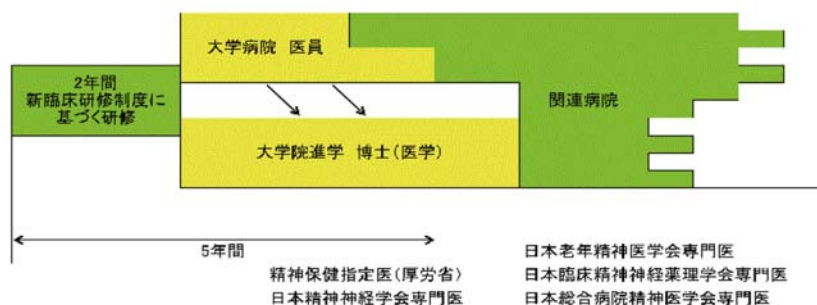 大学病院 医員
2年間
新臨床研修制度に
基づく研修
関連病院
大学院進学 博士(医学)
5年間
精神保健指定医(厚労省)
日本精神神経学会専門医
日本老年精神医学会専門医
日本臨床精神神経薬理学会専門医
日本総合病院精神医学会専門医